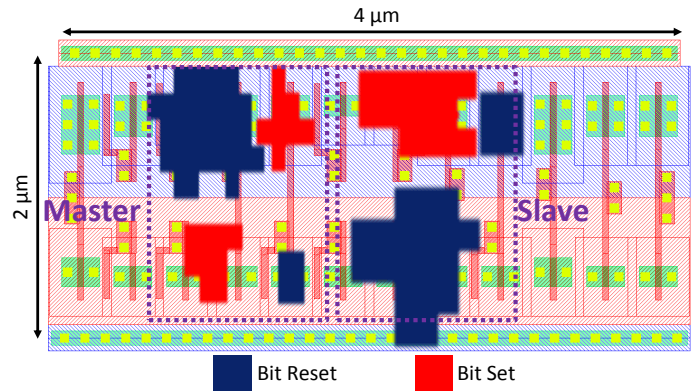 4 µm
2 µm
Master
Slave
Bit Reset
Bit Set